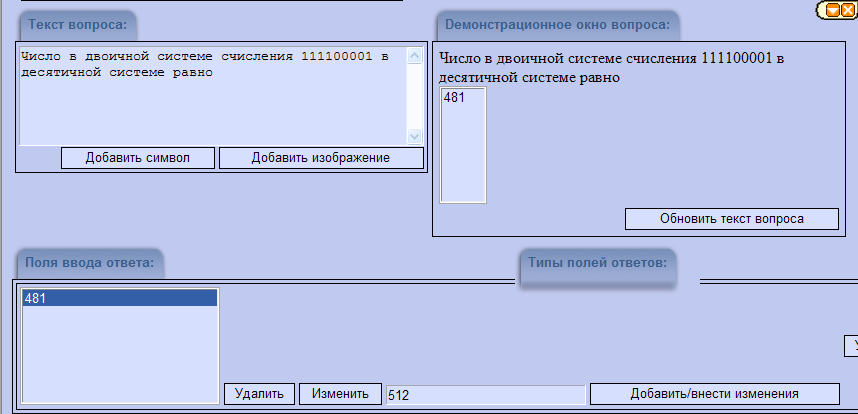 Текст вопроса:
Число в двоичной системе счисления 111100001 в
десятичной системе равно
Добавить символ
Добавить изображение
Демонстрационное окно вопроса:
Число в двоичной системе счисления 111100001 в
десятичной системе равно
481
Обновить текст вопроса
Поля ввода ответа:
Типы полей ответов:
481
Удалить
Изменить
512
Добавить/внести изменения